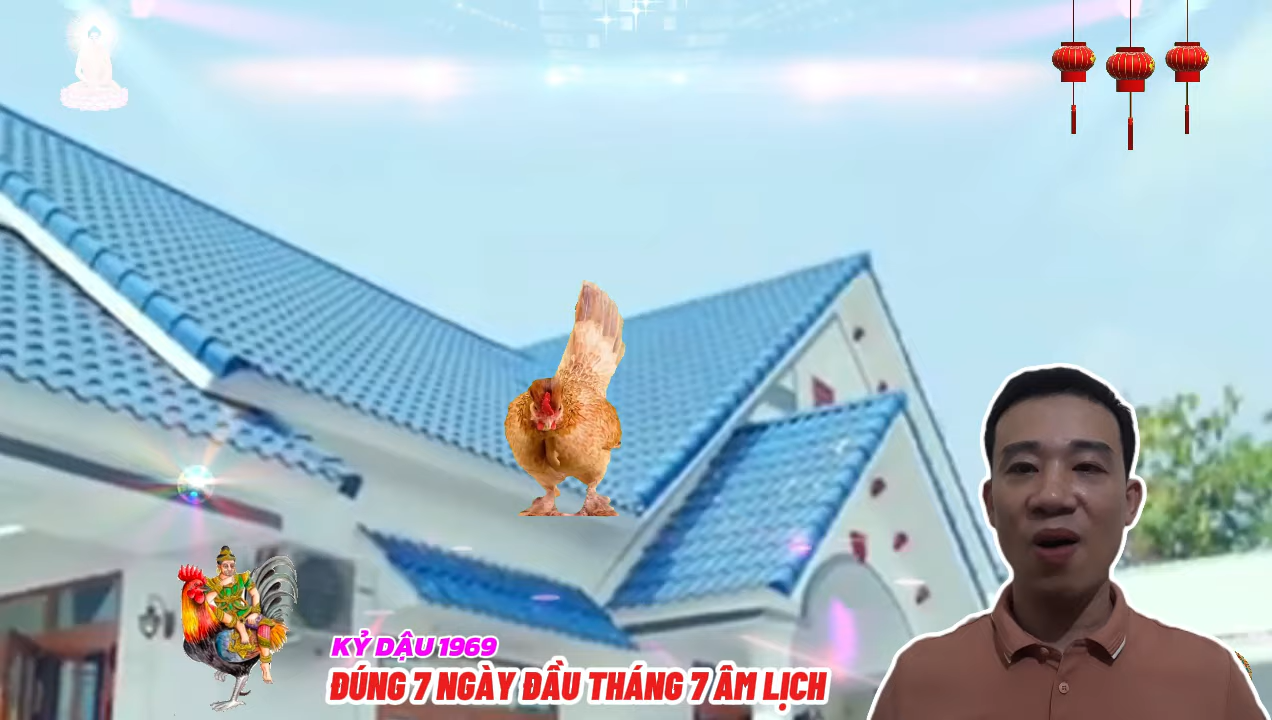 KỶ DẬU 1969
ĐÚNG 7 NGÀY ĐẦU THÁNG 7 ÂM LỊCH